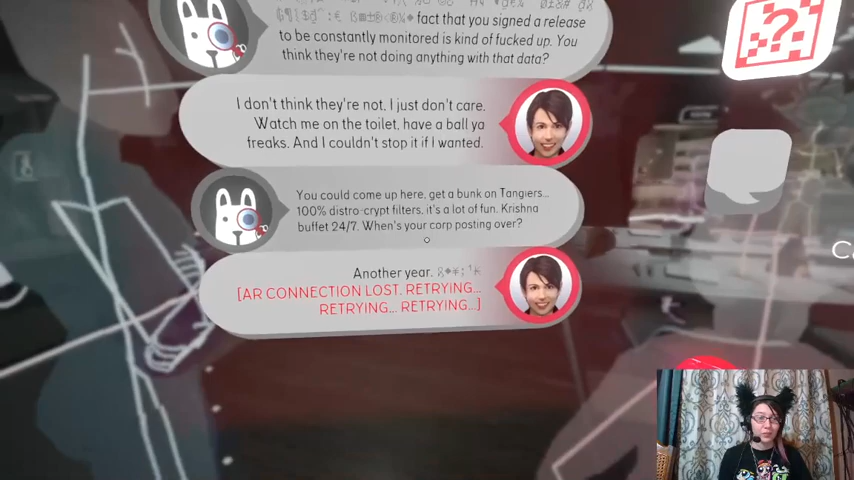 fact that you signed a release
to be constantly monitored is kind of fucked up. You
think they're not doing anything with that data?
I don't think they're not, I just don't care.
Watch me on the toilet, have a ball ya
freaks. And I couldn't stop it if I wanted.
You could come up here, get a bunk on Tangiers...
100% distro-crypt filters, it's a lot of fun. Krishna
buffet 24/7. When's your corp posting over?
Another year.
[AR CONNECTION LOST. RETRYING...
RETRYING... RETRYING...]